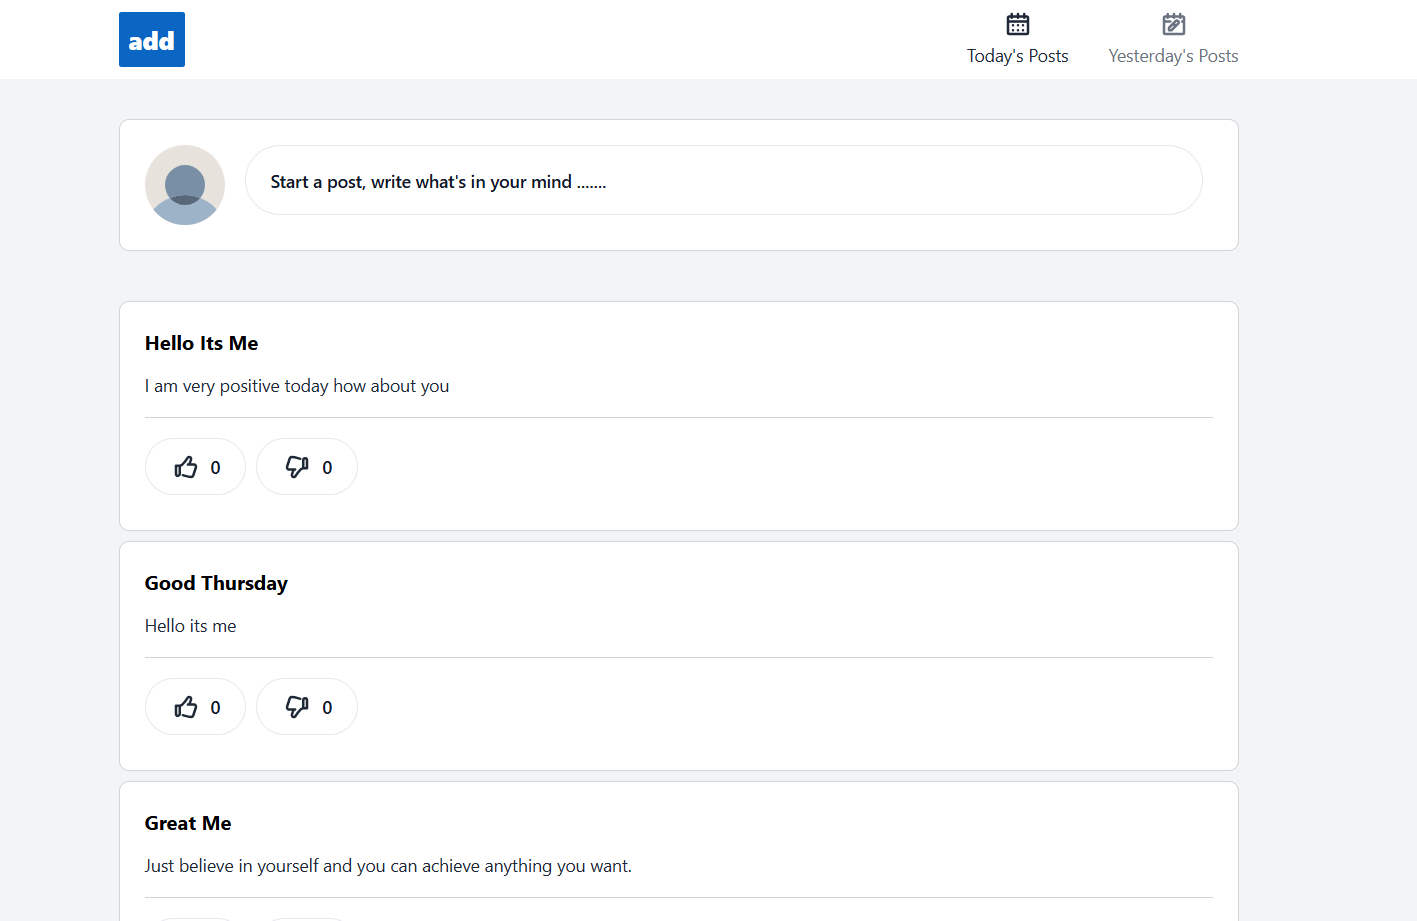 add
Today's Posts
Yesterday's Posts
Start a post, write what's in your mind .......
Hello Its Me
I am very positive today how about you
0
0
Good Thursday
Hello its me
0
0
Great Me
Just believe in yourself and you can achieve anything you want.